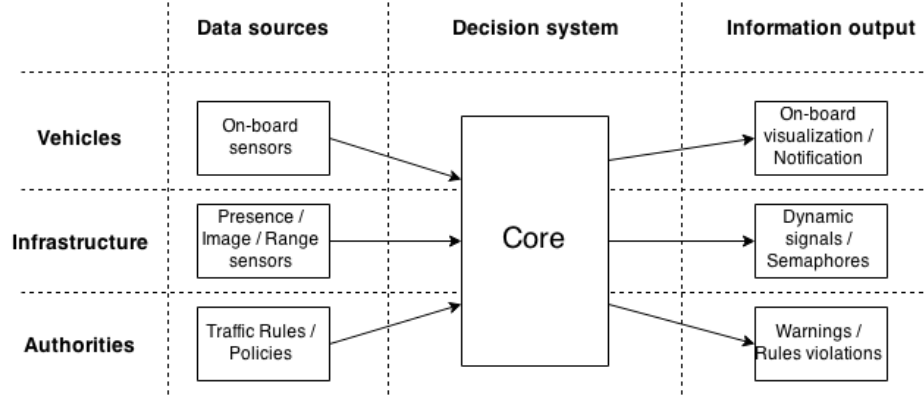 Data sources
Decision system
Information output
Vehicles
On-board
sensors
On-board
visualization /
Notification
Infrastructure
Presence /
Image / Range
sensors
Core
Dynamic
signals /
Semaphores
Authorities
Traffic Rules /
Policies
Warnings /
Rules violations